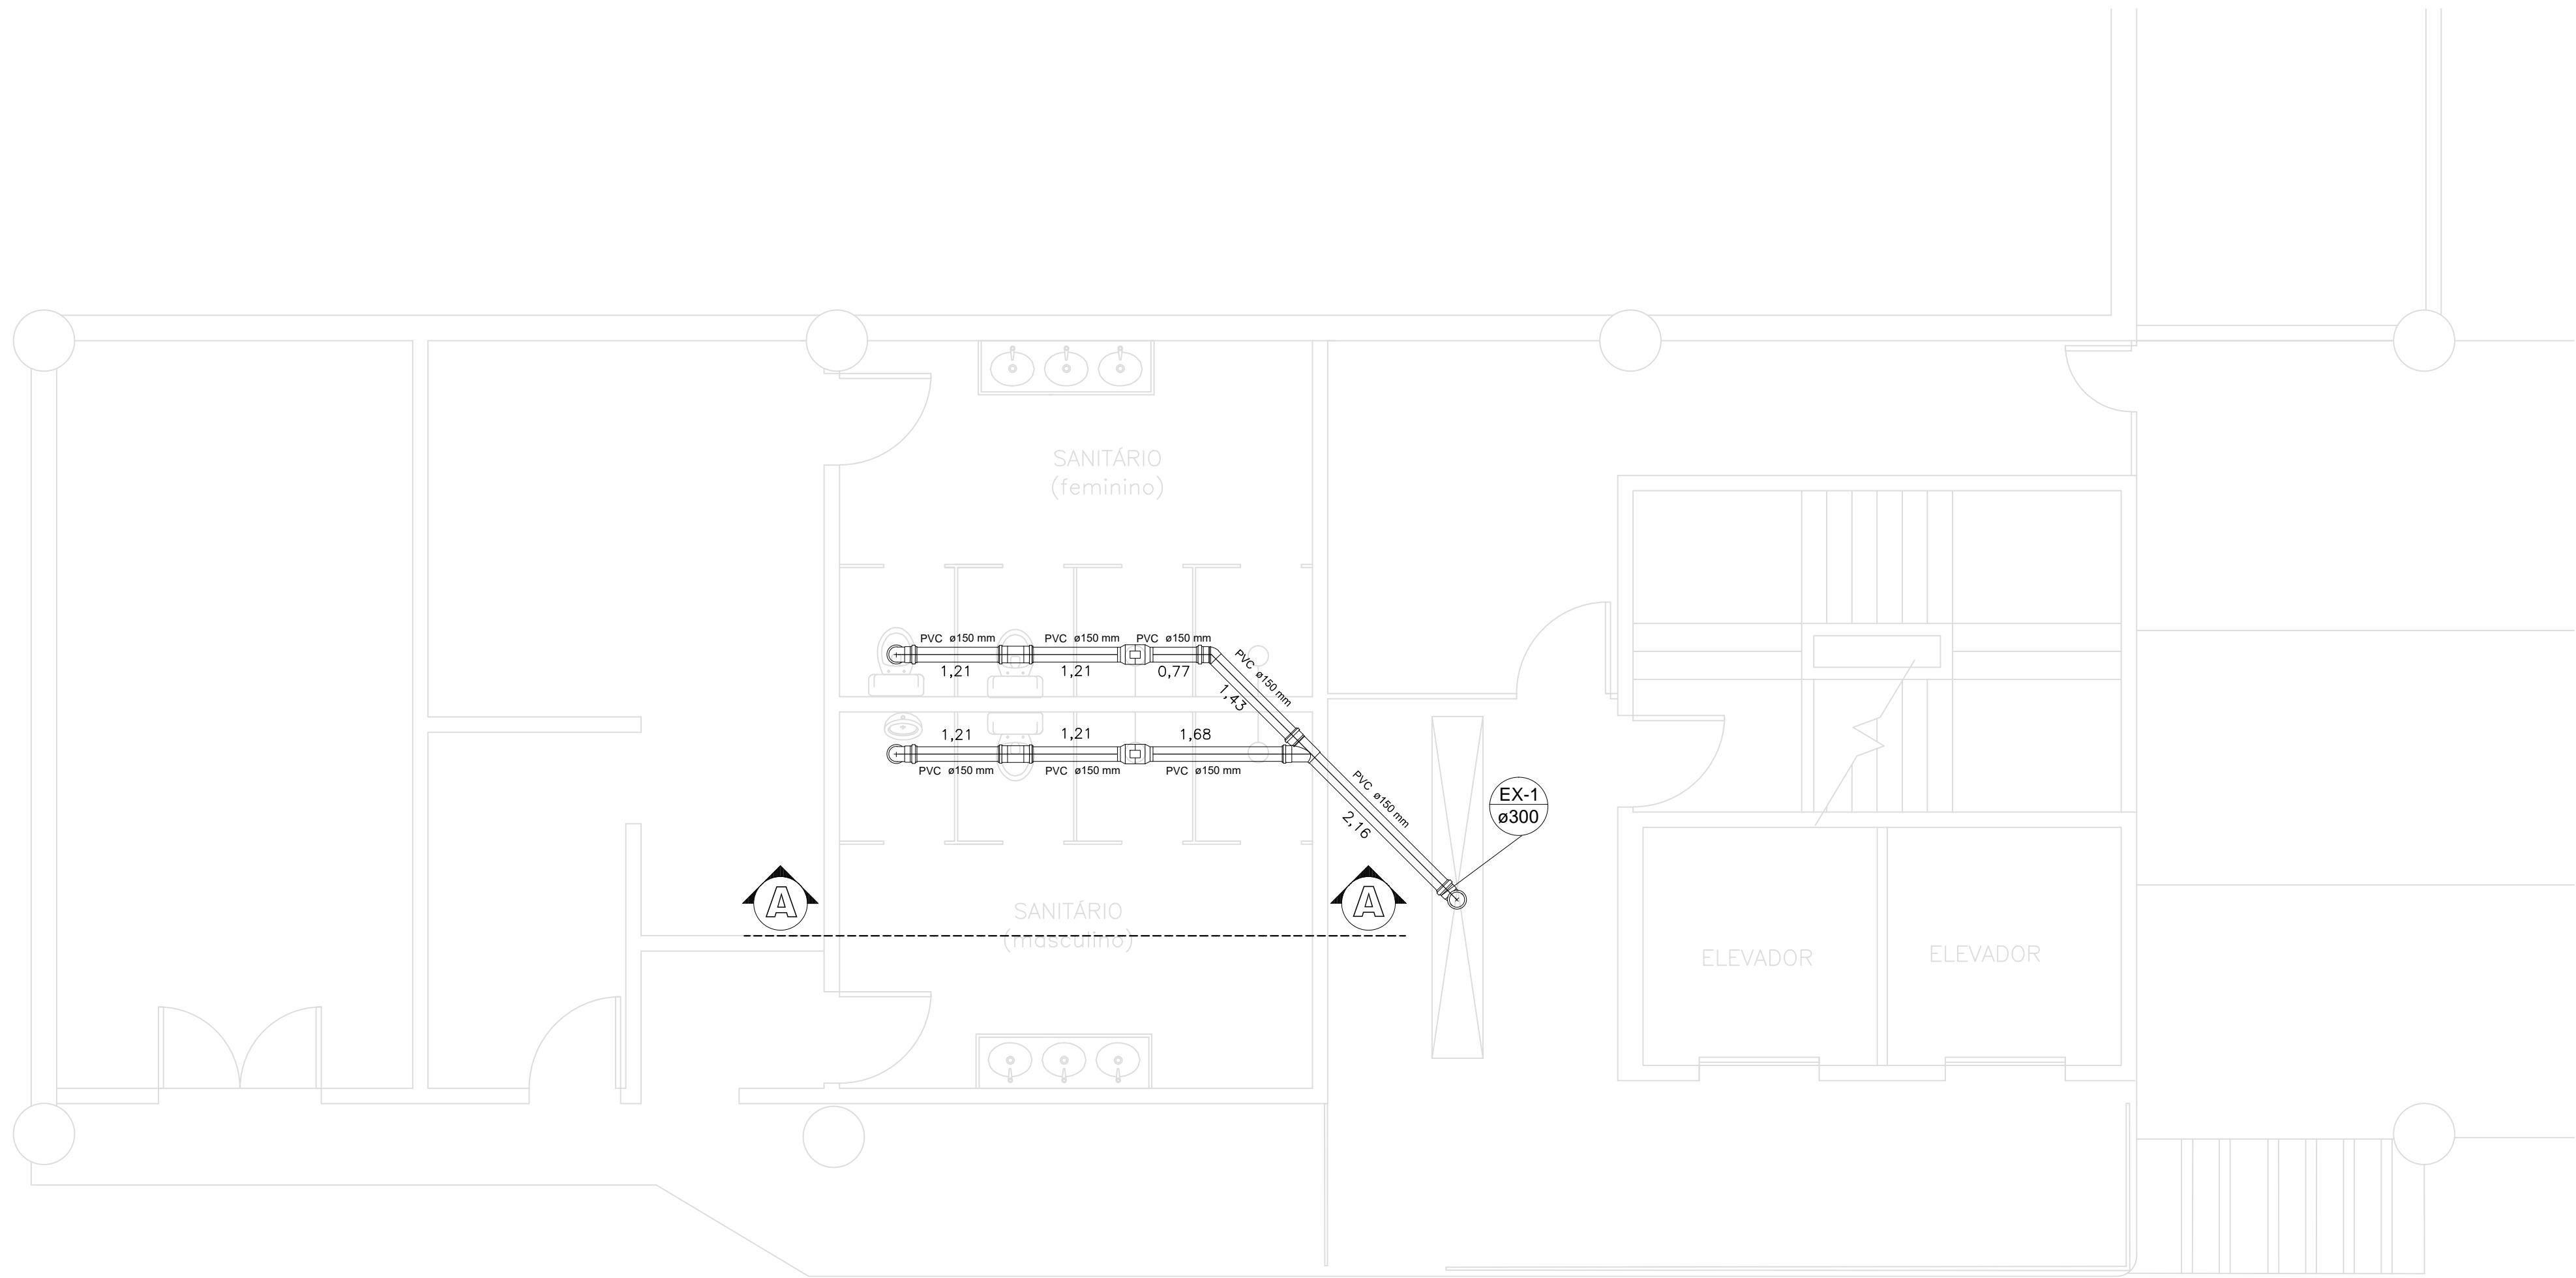 SANITÁRIO
(feminino)
PVC ø150 mm
PVC ø150 mm
PVC ø150 mm
1,21
1,21
0,77
PVC ø150 mm
1,43
1,21
1,21
1,68
PVC ø150 mm
PVC ø150 mm
PVC ø150 mm
PVC ø150 mm
2,16
EX-1
ø300
A
A
SANITÁRIO
(masculino)
ELEVADOR
ELEVADOR